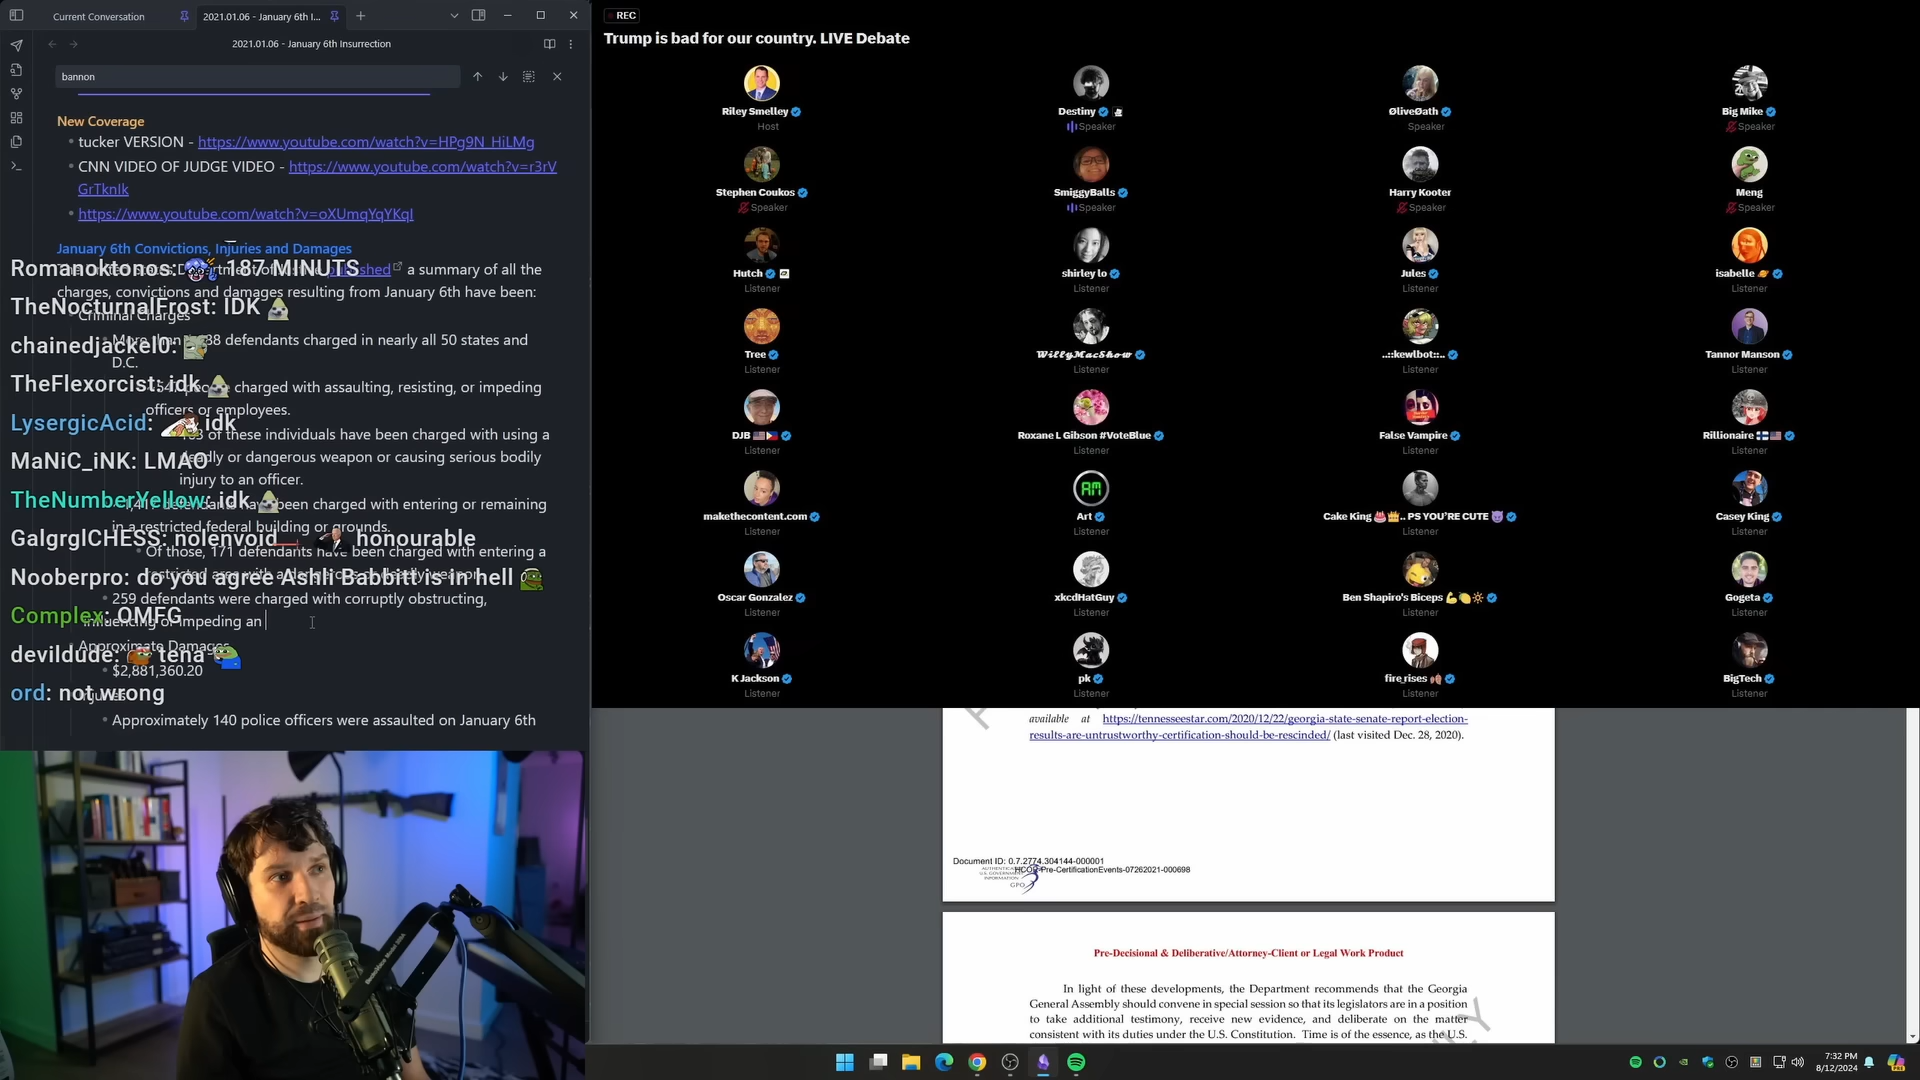 Current Conversation
2021.01.06 - January 6th I...
2021.01.06 - January 6th Insurrection
bannon
New Coverage
tucker VERSION - https://www.youtube.com/watch?v=HPg9N_HiLMg
CNN VIDEO OF JUDGE VIDEO - https://www.youtube.com/watch?v=r3rV
GrTknIk
https://www.youtube.com/watch?v=oXUmqYqYKqI
January 6th Convictions, Injuries and Damages
a summary of all the
charges, convictions and damages resulting from January 6th have been:
Criminal Charges
defendants charged in nearly all 50 states and
D.C.
charged with assaulting, resisting, or impeding
officers or employees.
of these individuals have been charged with using a
deadly or dangerous weapon or causing serious bodily
injury to an officer.
been charged with entering or remaining
in a restricted federal building or grounds.
Of those, 171 defendants have been charged with entering a
259 defendants were charged with corruptly obstructing,
influencing or impeding an
Approximate Damages
$2,881,360.20
Injuries
Approximately 140 police officers were assaulted on January 6th
Romanoktonos: 187 MINUTS
TheNocturnalFrost: IDK
chainedjackel0:
TheFlexorcist: idk
LysergicAcid: idk
MaNiC_iNK: LMAO
TheNumberYellow: idk
GalgrglCHESS: nolenvoid honourable
Nooberpro: do you agree Ashli Babbitt is in hell
Complex: OMFG
devildude: tena
ord: not wrong
REC
Trump is bad for our country. LIVE Debate
Riley Smelley
Host
Destiny
Speaker
ØliveØath
Speaker
Big Mike
Speaker
Stephen Coukos
Speaker
SmiggyBalls
Speaker
Harry Kooter
Speaker
Meng
Speaker
Hutch
Listener
shirley lo
Listener
Jules
Listener
isabelle
Listener
Tree
Listener
WillyMacShow
Listener
..::kewlbot::..
Listener
Tannor Manson
Listener
DJB
Listener
Roxane L Gibson #VoteBlue
Listener
False Vampire
Listener
Rillionaire
Listener
makethecontent.com
Listener
AM
Art
Listener
Cake King .. PS YOU'RE CUTE
Listener
Casey King
Listener
Oscar Gonzalez
Listener
xkcdHatGuy
Listener
Ben Shapiro's Biceps
Listener
Gogeta
Listener
K Jackson
Listener
pk
Listener
fire rises
Listener
BigTech
Listener
available at https://tennesseestar.com/2020/12/22/georgia-state-senate-report-election-
results-are-untrustworthy-certification-should-be-rescinded/ (last visited Dec. 28, 2020).
Document ID: 0.7.2774.304144-000001
HCOR-Pre-CertificationEvents-07262021-000698
AUTHENTICATED
U.S. GOVERNMENT
INFORMATION
GPO
Pre-Decisional & Deliberative/Attorney-Client or Legal Work Product
In light of these developments, the Department recommends that the Georgia
General Assembly should convene in special session so that its legislators are in a position
to take additional testimony, receive new evidence, and deliberate on the matter
consistent with its duties under the U.S. Constitution. Time is of the essence, as the U.S.
7:32 PM
8/12/2024